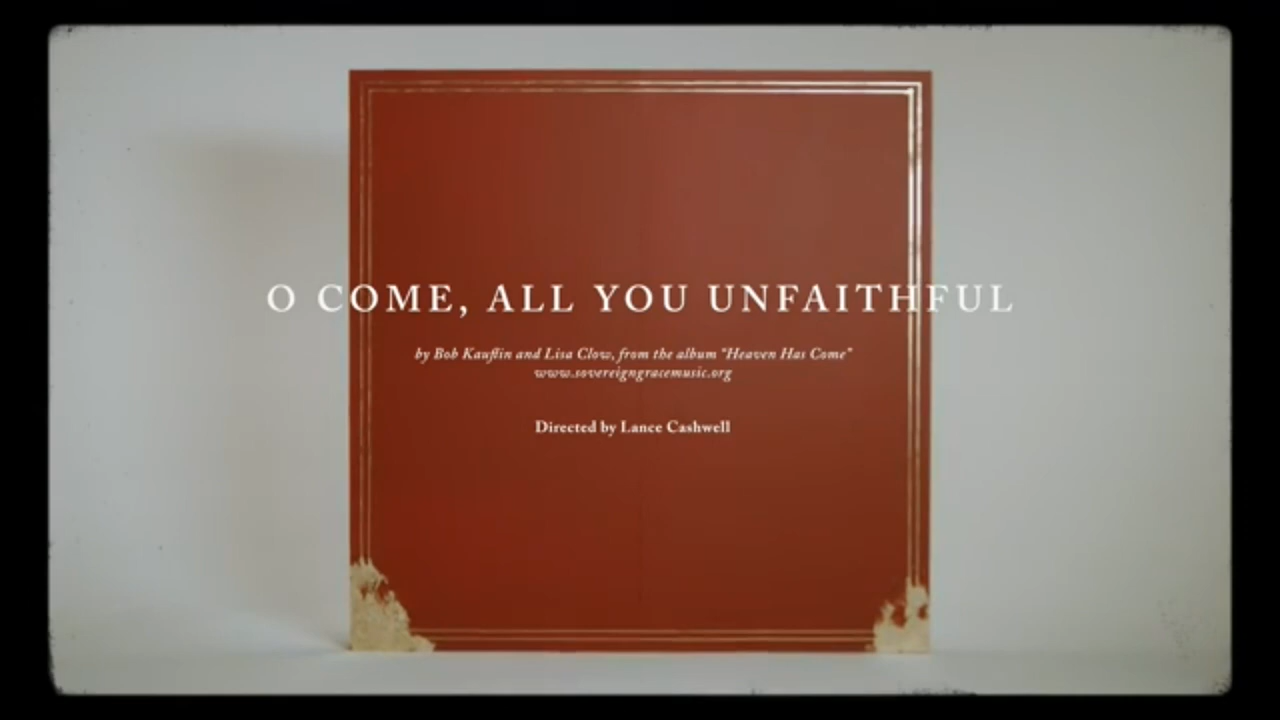 O COME, ALL YOU UNFAITHFUL
by Bob Kauflin and Lisa Clow, from the album "Heaven Has Come"
www.sovereigngracemusic.org
Directed by Lance Cashwell